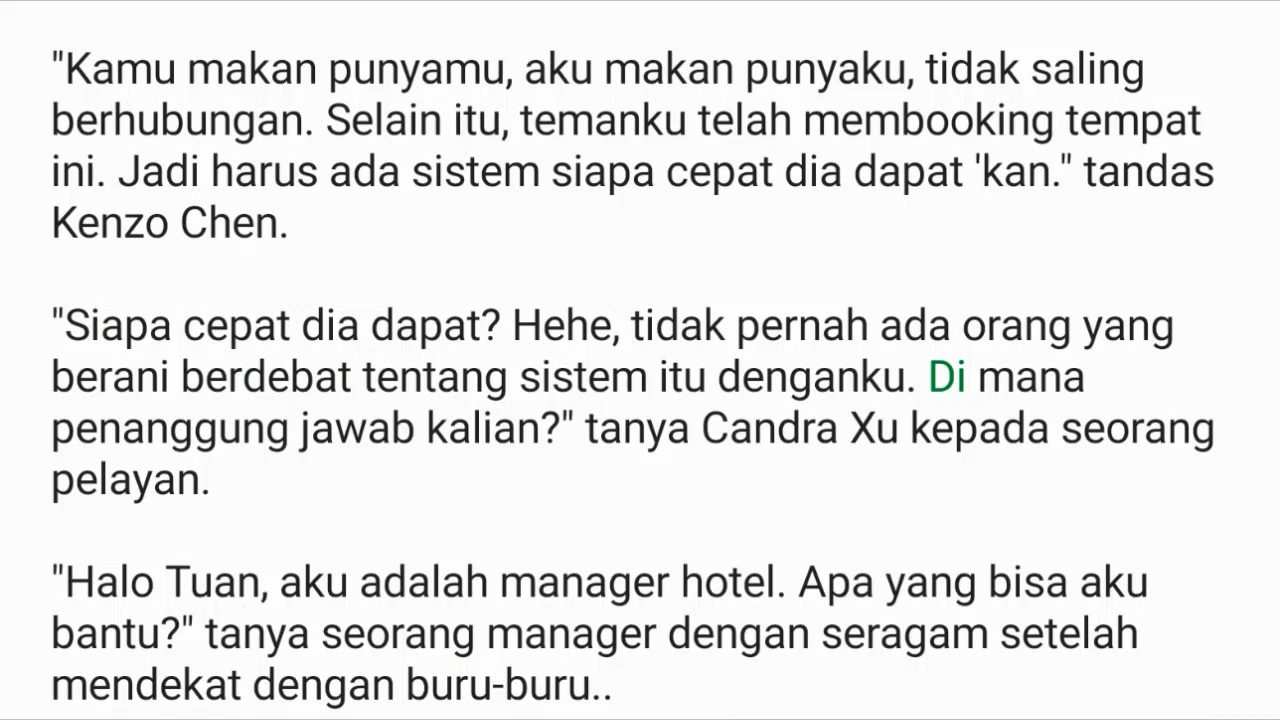 "Kamu makan punyamu, aku makan punyaku, tidak saling
berhubungan. Selain itu, temanku telah membooking tempat
ini. Jadi harus ada sistem siapa cepat dia dapat 'kan." tandas
Kenzo Chen.
"Siapa cepat dia dapat? Hehe, tidak pernah ada orang yang
berani berdebat tentang sistem itu denganku. Di mana
penanggung jawab kalian?" tanya Candra Xu kepada seorang
pelayan.
"Halo Tuan, aku adalah manager hotel. Apa yang bisa aku
bantu?" tanya seorang manager dengan seragam setelah
mendekat dengan buru-buru..